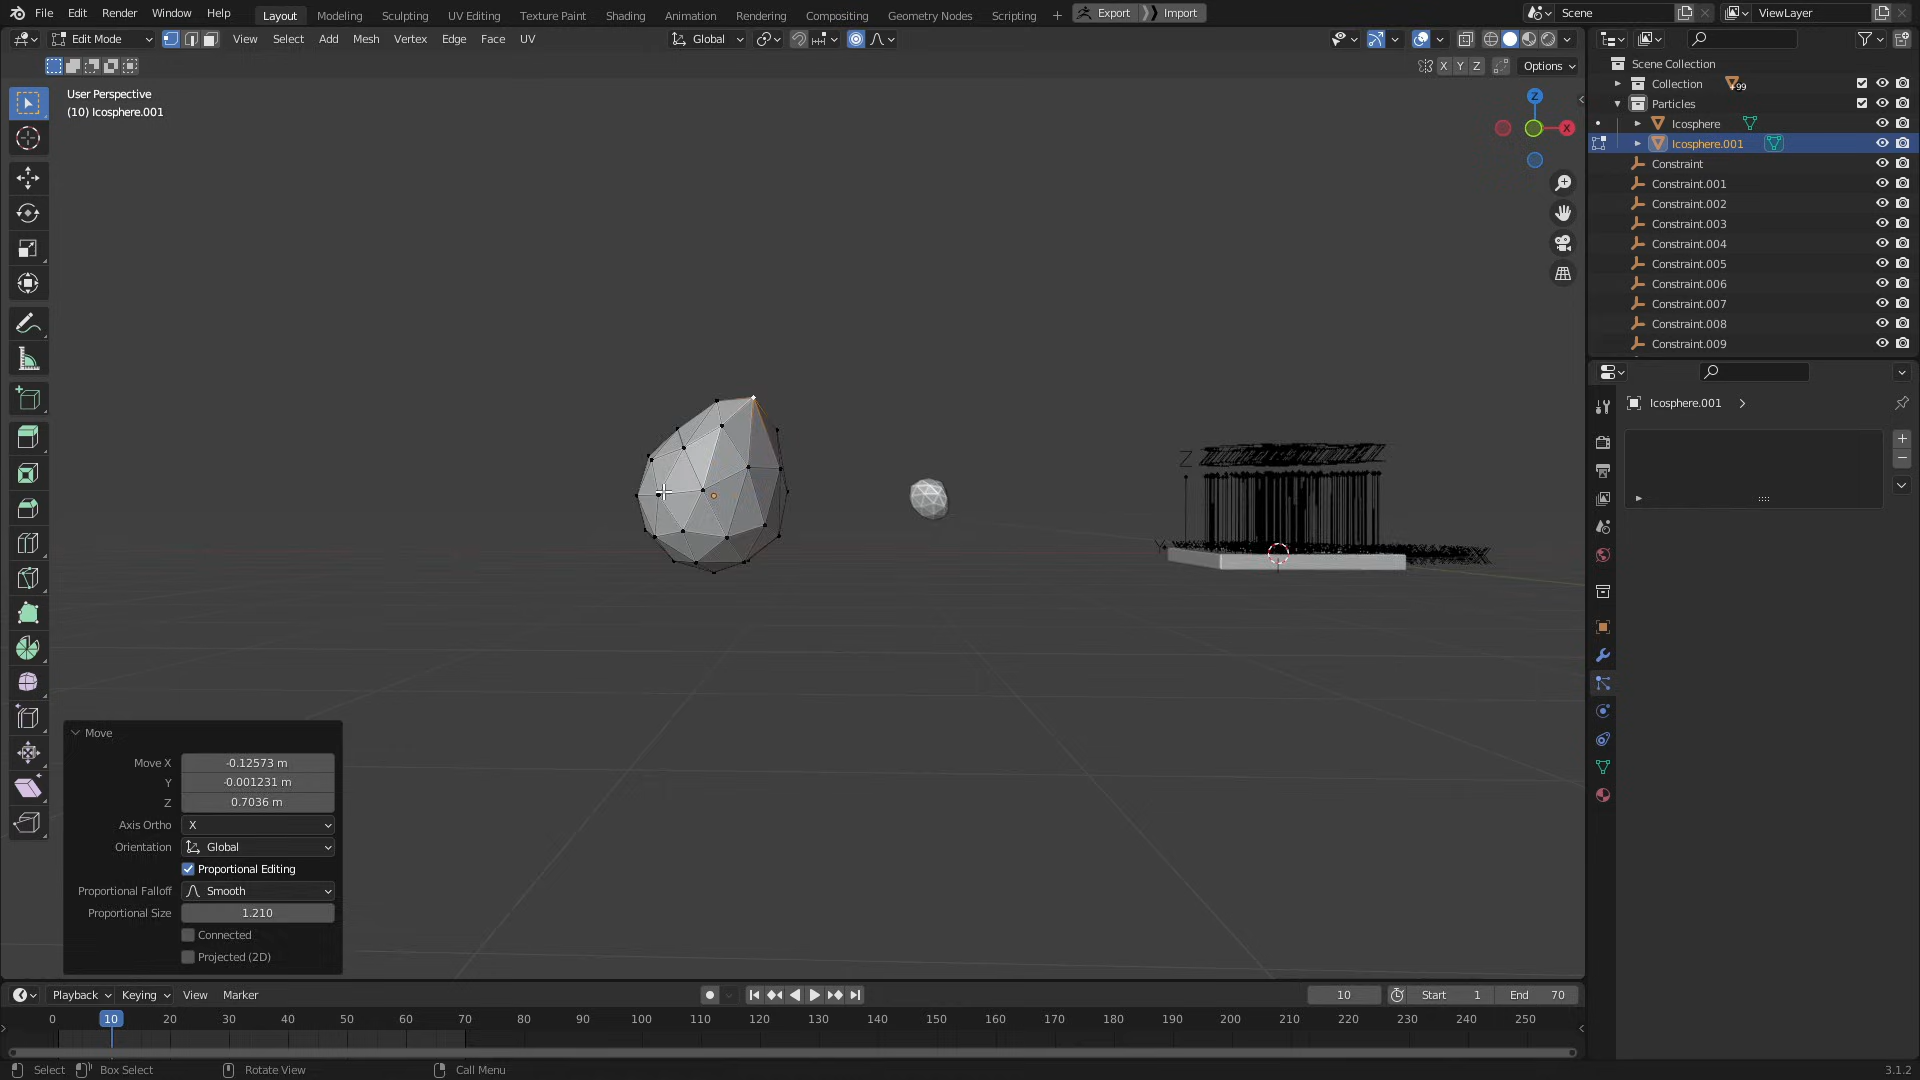 File Edit Render Window Help Layout Modeling Sculpting UV Editing Texture Paint Shading Animation Rendering Compositing Geometry Nodes Scripting + Export Import Scene ViewLayer
Edit Mode View Select Add Mesh Vertex Edge Face UV Global
X Y Z Options
User Perspective
(10) Icosphere.001
Z
X
Z
Y
X
Scene Collection
Collection +99
Particles
Icosphere
Icosphere.001
Constraint
Constraint.001
Constraint.002
Constraint.003
Constraint.004
Constraint.005
Constraint.006
Constraint.007
Constraint.008
Constraint.009
Icosphere.001
Move
Move X -0.12573 m
Y -0.001231 m
Z 0.7036 m
Axis Ortho X
Orientation Global
Proportional Editing
Proportional Falloff Smooth
Proportional Size 1.210
Connected
Projected (2D)
Playback Keying View Marker 10 Start 1 End 70
0 10 20 30 40 50 60 70 80 90 100 110 120 130 140 150 160 170 180 190 200 210 220 230 240 250
Select Box Select Rotate View Call Menu 3.1.2